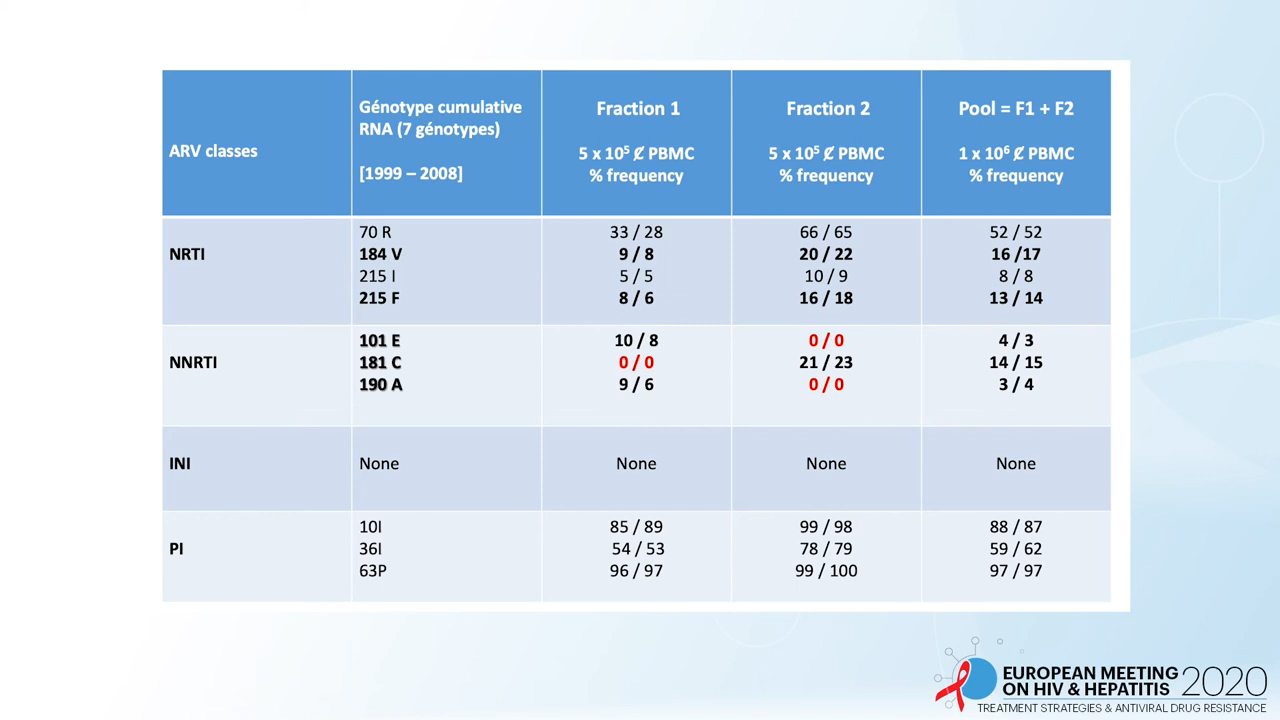 ARV classes
Génotype cumulative
RNA (7 génotypes)
[1999 – 2008]
Fraction 1
5 x 10⁵ ₡ PBMC
% frequency
Fraction 2
5 x 10⁵ ₡ PBMC
% frequency
Pool = F1 + F2
1 x 10⁶ ₡ PBMC
% frequency
NRTI
70 R
33 / 28
66 / 65
52 / 52
184 V
9 / 8
20 / 22
16 /17
215 I
5 / 5
10 / 9
8 / 8
215 F
8 / 6
16 / 18
13 / 14
NNRTI
101 E
10 / 8
0 / 0
4 / 3
181 C
0 / 0
21 / 23
14 / 15
190 A
9 / 6
0 / 0
3 / 4
INI
None
None
None
None
PI
10I
85 / 89
99 / 98
88 / 87
36I
54 / 53
78 / 79
59 / 62
63P
96 / 97
99 / 100
97 / 97
EUROPEAN MEETING
ON HIV & HEPATITIS 2020
TREATMENT STRATEGIES & ANTIVIRAL DRUG RESISTANCE